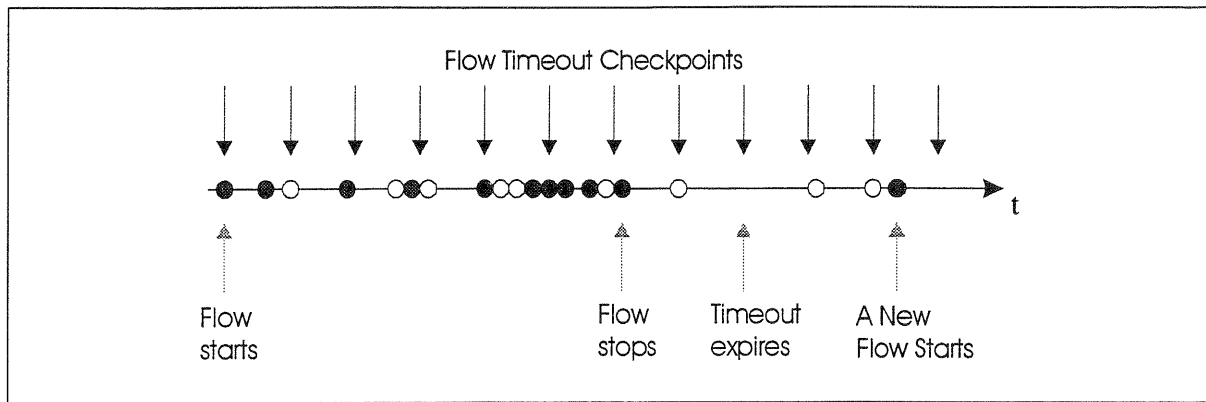 Flow Timeout Checkpoints
t
Flow
starts
Flow
stops
Timeout
expires
A New
Flow Starts